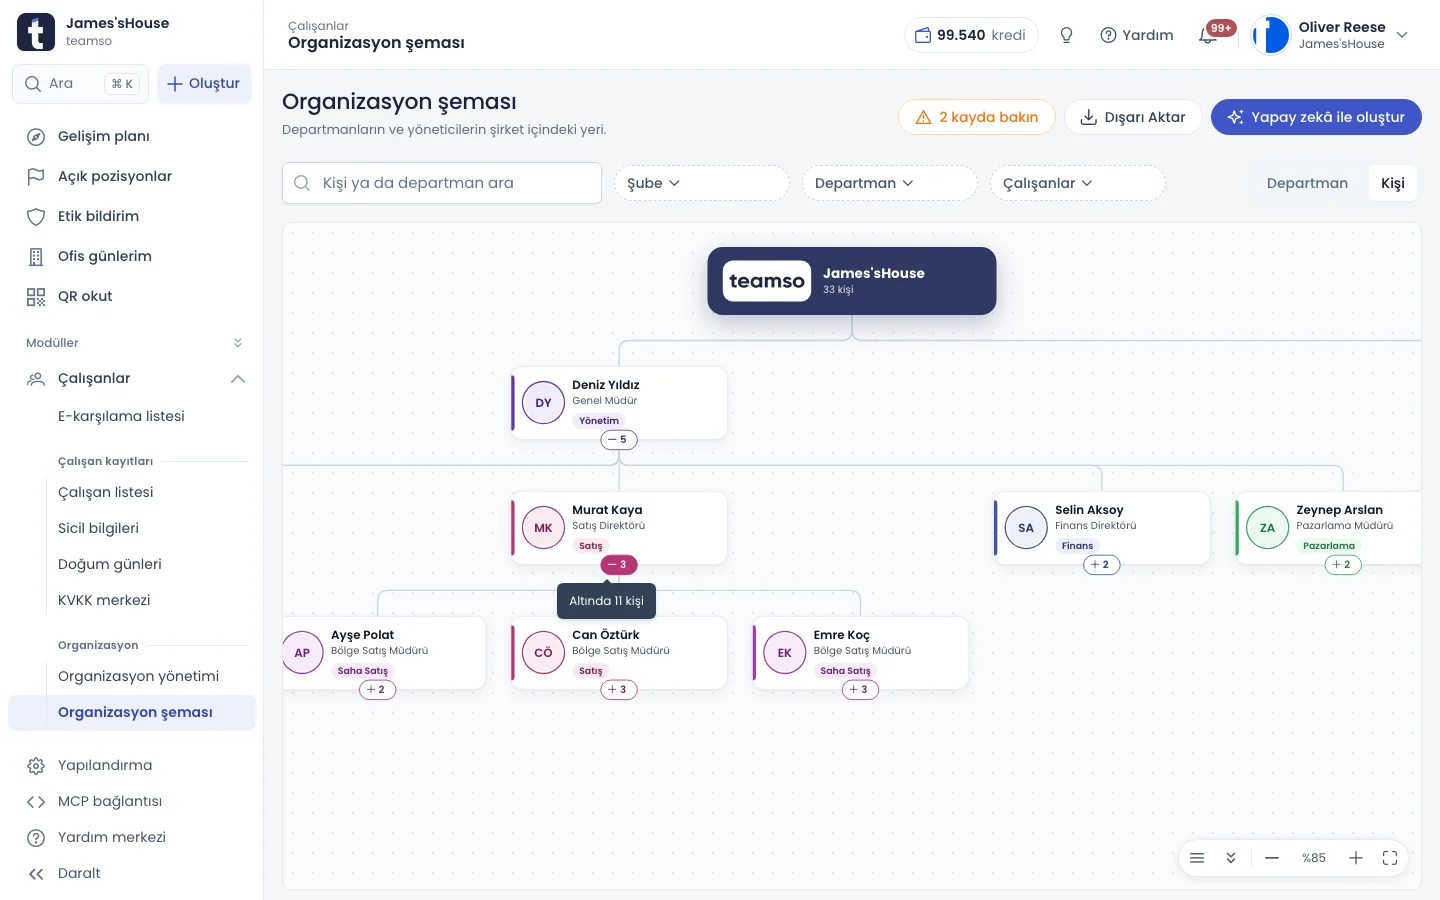 James'sHouse
teamso
Ara
⌘ K
Oluştur
Gelişim planı
Açık pozisyonlar
Etik bildirim
Ofis günlerim
QR okut
Modüller
Çalışanlar
E-karşılama listesi
Çalışan kayıtları
Çalışan listesi
Sicil bilgileri
Doğum günleri
KVKK merkezi
Organizasyon
Organizasyon yönetimi
Organizasyon şeması
Yapılandırma
MCP bağlantısı
Yardım merkezi
Daralt
Çalışanlar
Organizasyon şeması
99.540 kredi
Yardım
99+
Oliver Reese
James'sHouse
Organizasyon şeması
Departmanların ve yöneticilerin şirket içindeki yeri.
2 kayda bakın
Dışarı Aktar
Yapay zekâ ile oluştur
Kişi ya da departman ara
Şube
Departman
Çalışanlar
Departman
Kişi
teamso
James'sHouse
33 kişi
DY
Deniz Yıldız
Genel Müdür
Yönetim
— 5
MK
Murat Kaya
Satış Direktörü
Satış
— 3
SA
Selin Aksoy
Finans Direktörü
Finans
+ 2
ZA
Zeynep Arslan
Pazarlama Müdürü
Pazarlama
+ 2
Altında 11 kişi
AP
Ayşe Polat
Bölge Satış Müdürü
Saha Satış
+ 2
CÖ
Can Öztürk
Bölge Satış Müdürü
Satış
+ 3
EK
Emre Koç
Bölge Satış Müdürü
Saha Satış
+ 3
%85